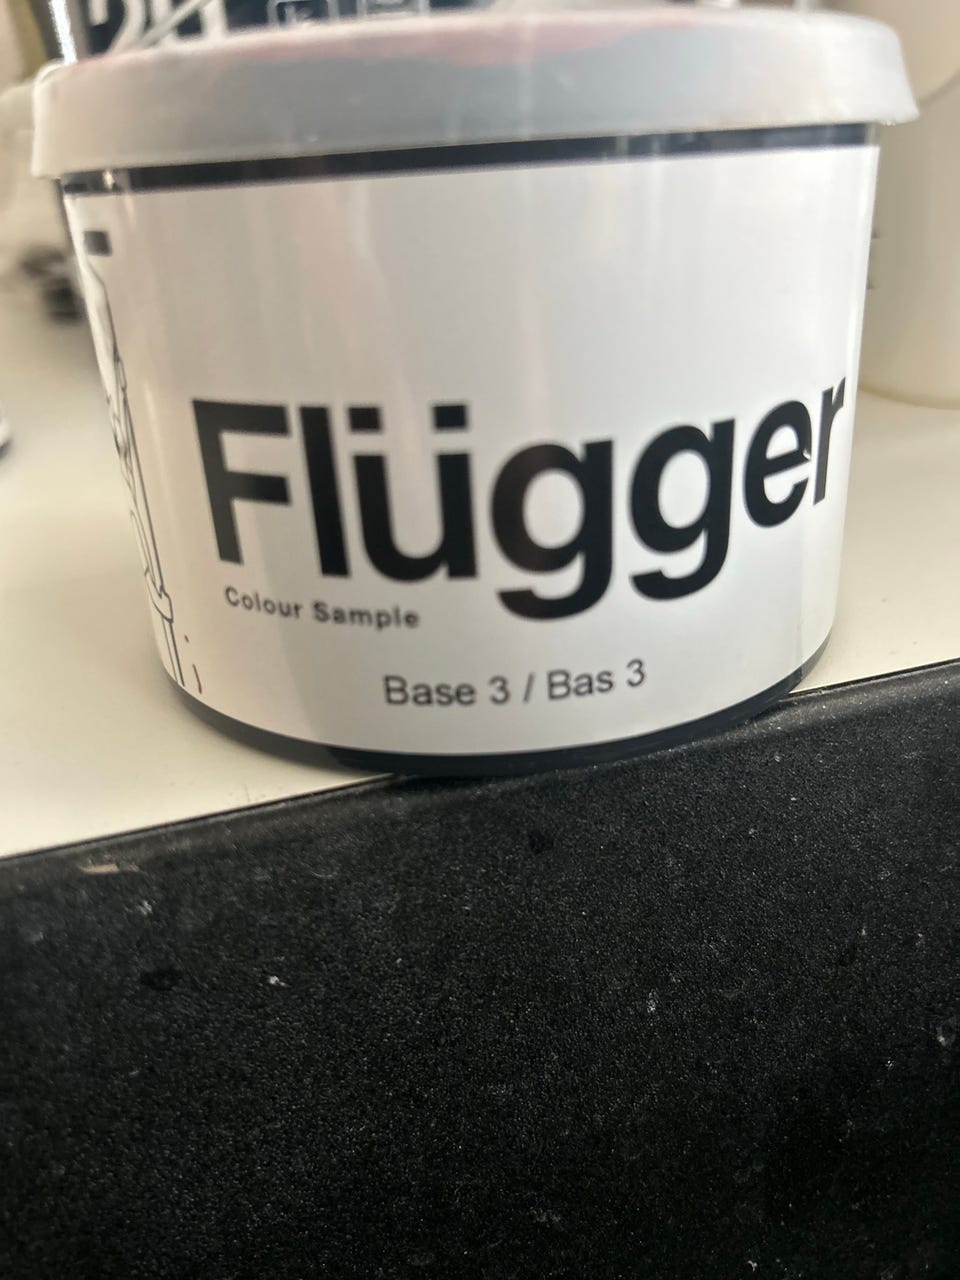 Flügger
Colour Sample
Base 3 / Bas 3